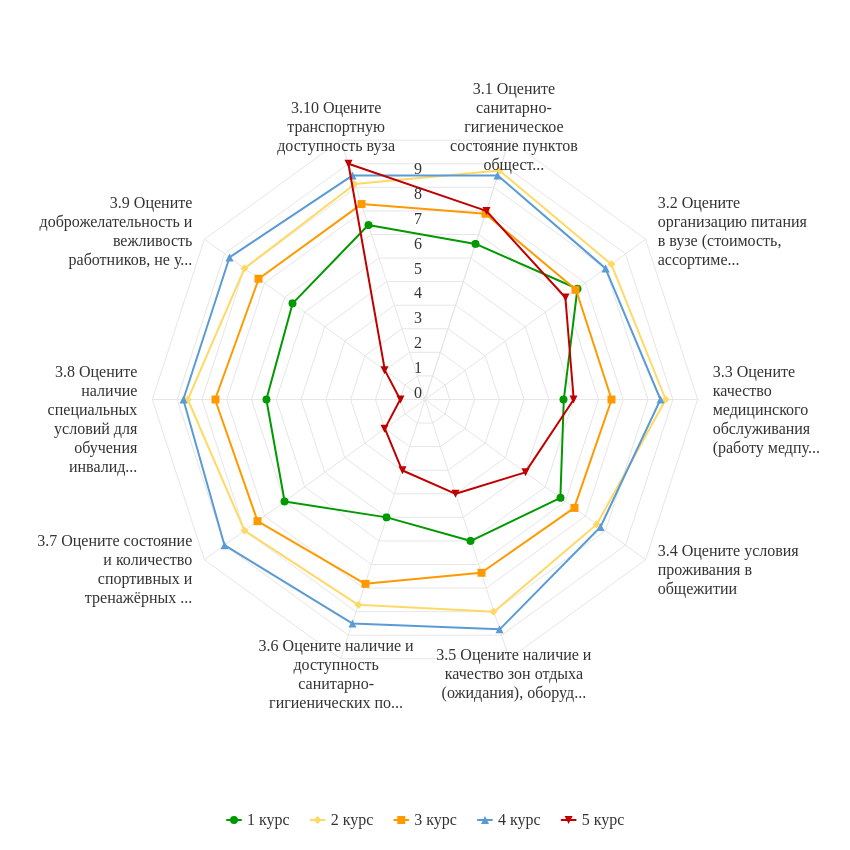 3.1 Оцените
санитарно-
гигиеническое
состояние пунктов
общест...
3.10 Оцените
транспортную
доступность вуза
9
8
7
6
5
4
3
2
1
0
3.2 Оцените
организацию питания
в вузе (стоимость,
ассортиме...
3.9 Оцените
доброжелательность и
вежливость
работников, не у...
3.3 Оцените
качество
медицинского
обслуживания
(работу медпу...
3.8 Оцените
наличие
специальных
условий для
обучения
инвалид...
3.4 Оцените условия
проживания в
общежитии
3.7 Оцените состояние
и количество
спортивных и
тренажёрных ...
3.6 Оцените наличие и
доступность
санитарно-
гигиенических по...
3.5 Оцените наличие и
качество зон отдыха
(ожидания), оборуд...
1 курс 2 курс 3 курс 4 курс 5 курс